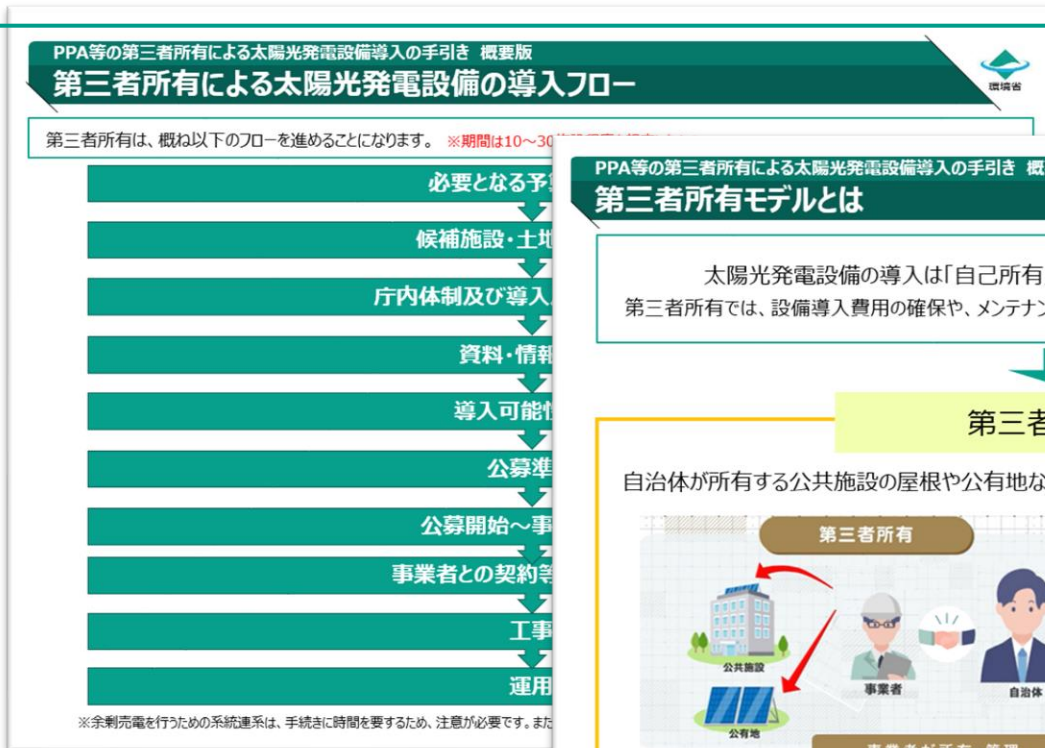 PPA等の第三者所有による太陽光発電設備導入の手引き 概要版
第三者所有による太陽光発電設備の導入フロー
環境省
第三者所有は、概ね以下のフローを進めることになります。 ※期間は10～30
必要となる予
候補施設・土地
庁内体制及び導入
資料・情報
導入可能性
公募準
公募開始～事
事業者との契約等
工事
運用
※余剰売電を行うための系統連系は、手続きに時間を要するため、注意が必要です。また
PPA等の第三者所有による太陽光発電設備導入の手引き 概
第三者所有モデルとは
太陽光発電設備の導入は「自己所有
第三者所有では、設備導入費用の確保や、メンテナン
第三者
自治体が所有する公共施設の屋根や公有地な
第三者所有
公共施設
事業者
自治体
公有地
事業者が所有・管理